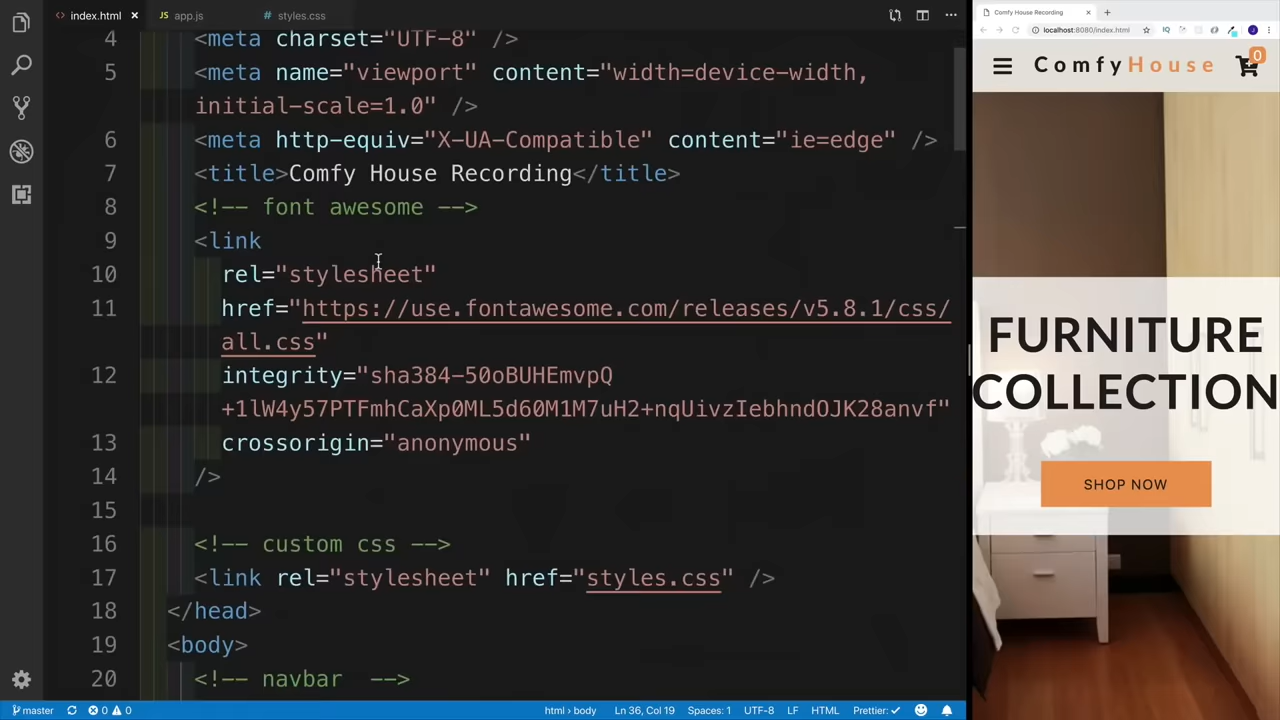 index.html
app.js
styles.css
4 <meta charset="UTF-8" />
5 <meta name="viewport" content="width=device-width,
initial-scale=1.0" />
6 <meta http-equiv="X-UA-Compatible" content="ie=edge" />
7 <title>Comfy House Recording</title>
8 <!-- font awesome -->
9 <link
10 rel="stylesheet"
11 href="https://use.fontawesome.com/releases/v5.8.1/css/
all.css"
12 integrity="sha384-50oBUHEmvpQ
+1lW4y57PTFmhCaXp0ML5d60M1M7uH2+nqUivzIebhndOJK28anvf"
13 crossorigin="anonymous"
14 />
15
16 <!-- custom css -->
17 <link rel="stylesheet" href="styles.css" />
18 </head>
19 <body>
20 <!-- navbar -->
master
0 0
html › body
Ln 36, Col 19
Spaces: 1
UTF-8
LF
HTML
Prettier: ✓
Comfy House Recording
localhost:8080/index.html
ComfyHouse
0
FURNITURE
COLLECTION
SHOP NOW